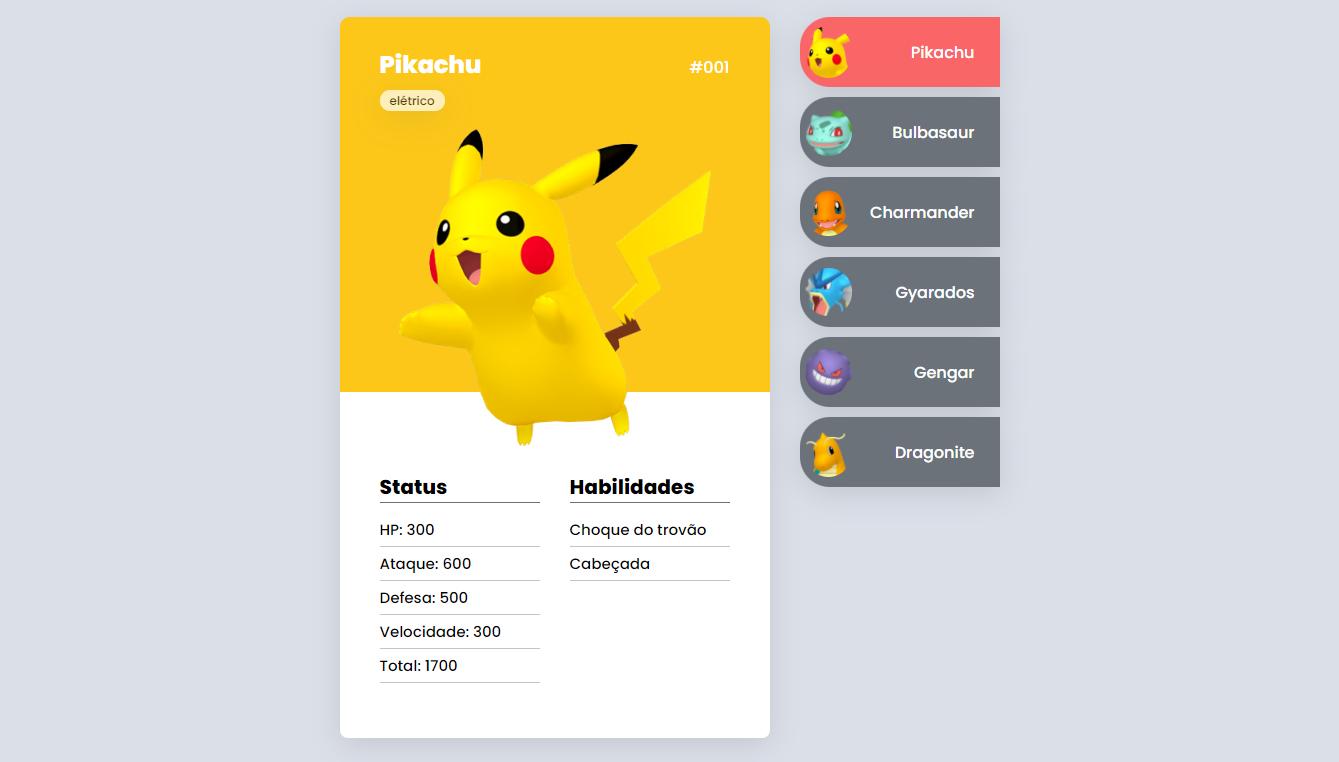 Pikachu
#001
elétrico
Status
HP: 300
Ataque: 600
Defesa: 500
Velocidade: 300
Total: 1700
Habilidades
Choque do trovão
Cabeçada
Pikachu
Bulbasaur
Charmander
Gyarados
Gengar
Dragonite